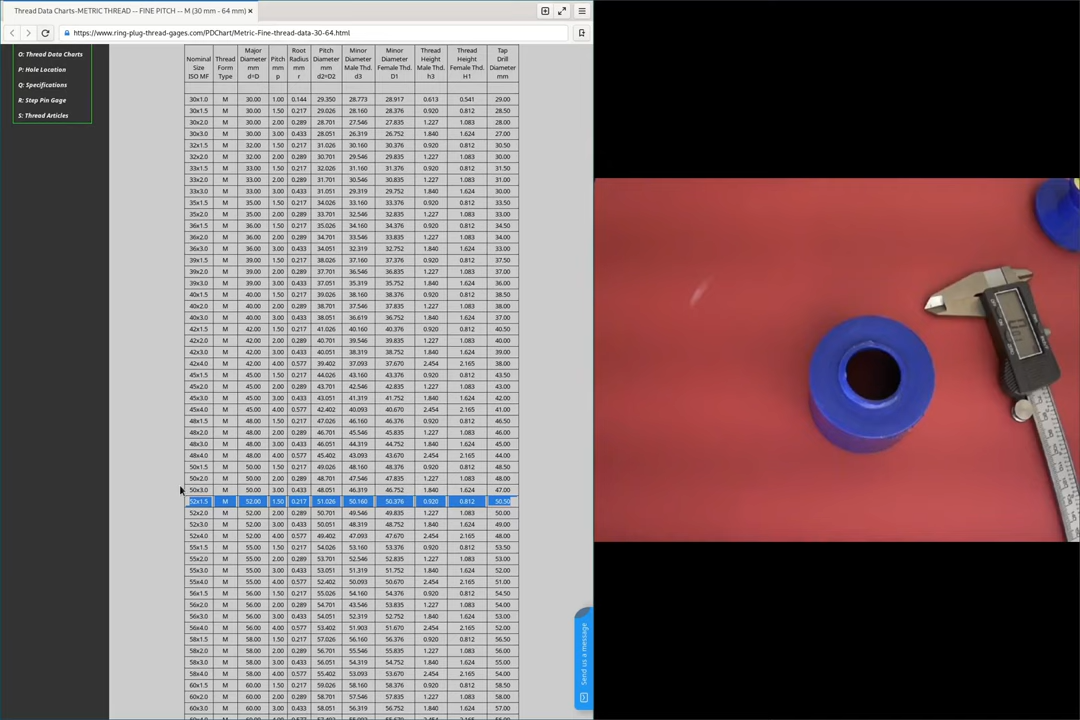 Thread Data Charts-METRIC THREAD -- FINE PITCH -- M (30 mm - 64 mm) ×
https://www.ring-plug-thread-gages.com/PDChart/Metric-Fine-thread-data-30-64.html
O: Thread Data Charts
P: Hole Location
Q: Specifications
R: Step Pin Gage
S: Thread Articles
Nominal Size ISO MF Thread Form Type Major Diameter mm d=D Pitch mm p Root Radius mm r Pitch Diameter mm d2=D2 Minor Diameter Male Thd. d3 Minor Diameter Female Thd. D1 Thread Height Male Thd. h3 Thread Height Female Thd. H1 Tap Drill Diameter mm
30x1.0 M 30.00 1.00 0.144 29.350 28.773 28.917 0.613 0.541 29.00
30x1.5 M 30.00 1.50 0.217 29.026 28.160 28.376 0.920 0.812 28.50
30x2.0 M 30.00 2.00 0.289 28.701 27.546 27.835 1.227 1.083 28.00
30x3.0 M 30.00 3.00 0.433 28.051 26.319 26.752 1.840 1.624 27.00
32x1.5 M 32.00 1.50 0.217 31.026 30.160 30.376 0.920 0.812 30.50
32x2.0 M 32.00 2.00 0.289 30.701 29.546 29.835 1.227 1.083 30.00
33x1.5 M 33.00 1.50 0.217 32.026 31.160 31.376 0.920 0.812 31.50
33x2.0 M 33.00 2.00 0.289 31.701 30.546 30.835 1.227 1.083 31.00
33x3.0 M 33.00 3.00 0.433 31.051 29.319 29.752 1.840 1.624 30.00
35x1.5 M 35.00 1.50 0.217 34.026 33.160 33.376 0.920 0.812 33.50
35x2.0 M 35.00 2.00 0.289 33.701 32.546 32.835 1.227 1.083 33.00
36x1.5 M 36.00 1.50 0.217 35.026 34.160 34.376 0.920 0.812 34.50
36x2.0 M 36.00 2.00 0.289 34.701 33.546 33.835 1.227 1.083 34.00
36x3.0 M 36.00 3.00 0.433 34.051 32.319 32.752 1.840 1.624 33.00
39x1.5 M 39.00 1.50 0.217 38.026 37.160 37.376 0.920 0.812 37.50
39x2.0 M 39.00 2.00 0.289 37.701 36.546 36.835 1.227 1.083 37.00
39x3.0 M 39.00 3.00 0.433 37.051 35.319 35.752 1.840 1.624 36.00
40x1.5 M 40.00 1.50 0.217 39.026 38.160 38.376 0.920 0.812 38.50
40x2.0 M 40.00 2.00 0.289 38.701 37.546 37.835 1.227 1.083 38.00
40x3.0 M 40.00 3.00 0.433 38.051 36.619 36.752 1.840 1.624 37.00
42x1.5 M 42.00 1.50 0.217 41.026 40.160 40.376 0.920 0.812 40.50
42x2.0 M 42.00 2.00 0.289 40.701 39.546 39.835 1.227 1.083 40.00
42x3.0 M 42.00 3.00 0.433 40.051 38.319 38.752 1.840 1.624 39.00
42x4.0 M 42.00 4.00 0.577 39.402 37.093 37.670 2.454 2.165 38.00
45x1.5 M 45.00 1.50 0.217 44.026 43.160 43.376 0.920 0.812 43.50
45x2.0 M 45.00 2.00 0.289 43.701 42.546 42.835 1.227 1.083 43.00
45x3.0 M 45.00 3.00 0.433 43.051 41.319 41.752 1.840 1.624 42.00
45x4.0 M 45.00 4.00 0.577 42.402 40.093 40.670 2.454 2.165 41.00
48x1.5 M 48.00 1.50 0.217 47.026 46.160 46.376 0.920 0.812 46.50
48x2.0 M 48.00 2.00 0.289 46.701 45.546 45.835 1.227 1.083 46.00
48x3.0 M 48.00 3.00 0.433 46.051 44.319 44.752 1.840 1.624 45.00
48x4.0 M 48.00 4.00 0.577 45.402 43.093 43.670 2.454 2.165 44.00
50x1.5 M 50.00 1.50 0.217 49.026 48.160 48.376 0.920 0.812 48.50
50x2.0 M 50.00 2.00 0.289 48.701 47.546 47.835 1.227 1.083 48.00
50x3.0 M 50.00 3.00 0.433 48.051 46.319 46.752 1.840 1.624 47.00
52x1.5 M 52.00 1.50 0.217 51.026 50.160 50.376 0.920 0.812 50.50
52x2.0 M 52.00 2.00 0.289 50.701 49.546 49.835 1.227 1.083 50.00
52x3.0 M 52.00 3.00 0.433 50.051 48.319 48.752 1.840 1.624 49.00
52x4.0 M 52.00 4.00 0.577 49.402 47.093 47.670 2.454 2.165 48.00
55x1.5 M 55.00 1.50 0.217 54.026 53.160 53.376 0.920 0.812 53.50
55x2.0 M 55.00 2.00 0.289 53.701 52.546 52.835 1.227 1.083 53.00
55x3.0 M 55.00 3.00 0.433 53.051 51.319 51.752 1.840 1.624 52.00
55x4.0 M 55.00 4.00 0.577 52.402 50.093 50.670 2.454 2.165 51.00
56x1.5 M 56.00 1.50 0.217 55.026 54.160 54.376 0.920 0.812 54.50
56x2.0 M 56.00 2.00 0.289 54.701 43.546 53.835 1.227 1.083 54.00
56x3.0 M 56.00 3.00 0.433 54.051 52.319 52.752 1.840 1.624 53.00
56x4.0 M 56.00 4.00 0.577 53.402 51.903 51.670 2.454 2.165 52.00
58x1.5 M 58.00 1.50 0.217 57.026 56.160 56.376 0.920 0.812 56.50
58x2.0 M 58.00 2.00 0.289 56.701 55.546 55.835 1.227 1.083 56.00
58x3.0 M 58.00 3.00 0.433 56.051 54.319 54.752 1.840 1.624 55.00
58x4.0 M 58.00 4.00 0.577 55.402 53.093 53.670 2.454 2.165 54.00
60x1.5 M 60.00 1.50 0.217 59.026 58.160 58.376 0.920 0.812 58.50
60x2.0 M 60.00 2.00 0.289 58.701 57.546 57.835 1.227 1.083 58.00
60x3.0 M 60.00 3.00 0.433 58.051 56.319 56.752 1.840 1.624 57.00
Send us a message